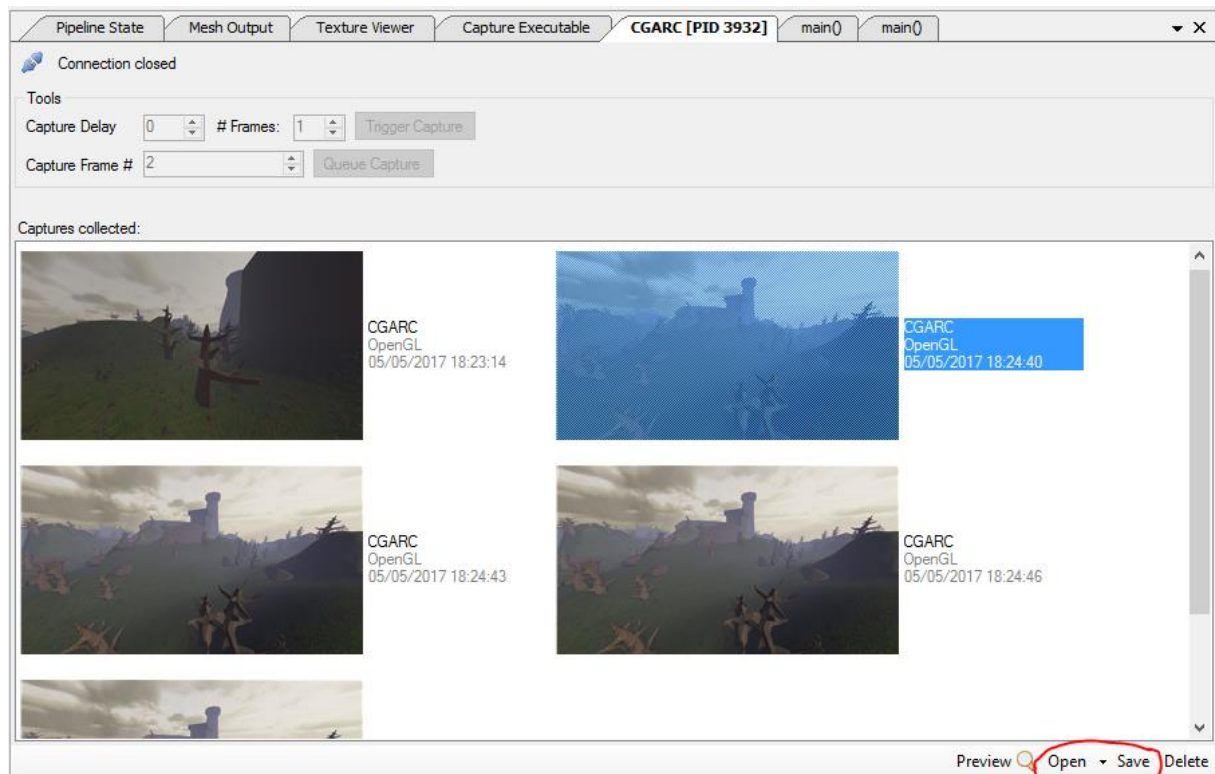 Pipeline State Mesh Output Texture Viewer Capture Executable CGARC [PID 3932] main() main()
Connection closed
Tools
Capture Delay 0 # Frames: 1 Trigger Capture
Capture Frame # 2 Queue Capture
Captures collected:
CGARC
OpenGL
05/05/2017 18:23:14
CGARC
OpenGL
05/05/2017 18:24:40
CGARC
OpenGL
05/05/2017 18:24:43
CGARC
OpenGL
05/05/2017 18:24:46
Preview Open Save Delete